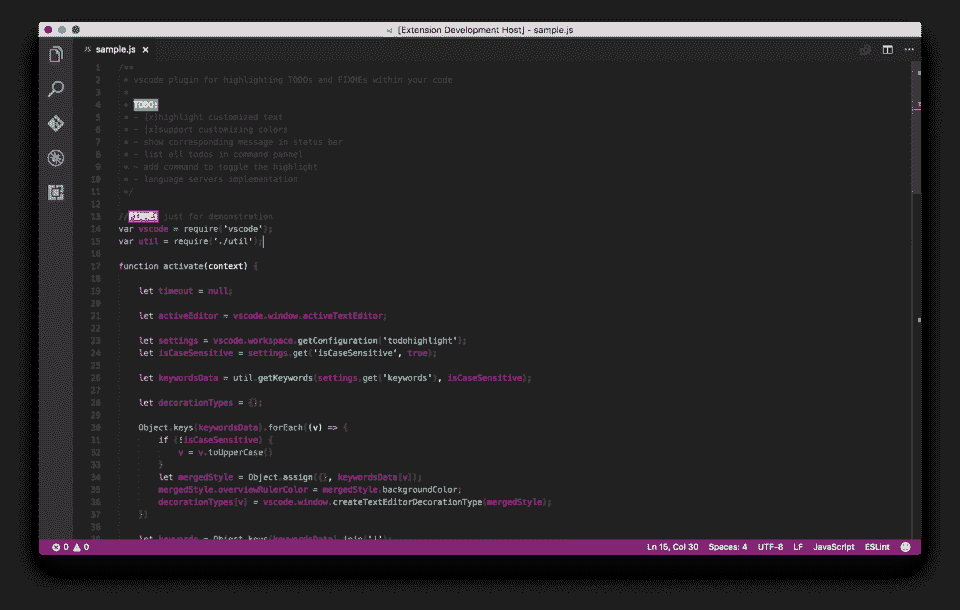 [Extension Development Host] - sample.js
JS sample.js ×
1 /**
2 * vscode plugin for highlighting TODOs and FIXMEs within your code
3 *
4 * TODO:
5 * - [x]highlight customized text
6 * - [x]support customizing colors
7 * - show corresponding message in status bar
8 * - list all todos in command pannel
9 * - add command to toggle the highlight
10 * - language servers implementation
11 */
12
13 // just for demonstration
14 var vscode = require('vscode');
15 var util = require('./util');
16
17 function activate(context) {
18
19 let timeout = null;
20
21 let activeEditor = vscode.window.activeTextEditor;
22
23 let settings = vscode.workspace.getConfiguration('todohighlight');
24 let isCaseSensitive = settings.get('isCaseSensitive', true);
25
26 let keywordsData = util.getKeywords(settings.get('keywords'), isCaseSensitive);
27
28 let decorationTypes = {};
29
30 Object.keys(keywordsData).forEach((v) => {
31 if (!isCaseSensitive) {
32 v = v.toUpperCase()
33 }
34 let mergedStyle = Object.assign({}, keywordsData[v]);
35 mergedStyle.overviewRulerColor = mergedStyle.backgroundColor;
36 decorationTypes[v] = vscode.window.createTextEditorDecorationType(mergedStyle);
37 })
38
39 let keywords = Object.keys(keywordsData).join('|');
0 0 Ln 15, Col 30 Spaces: 4 UTF-8 LF JavaScript ESLint